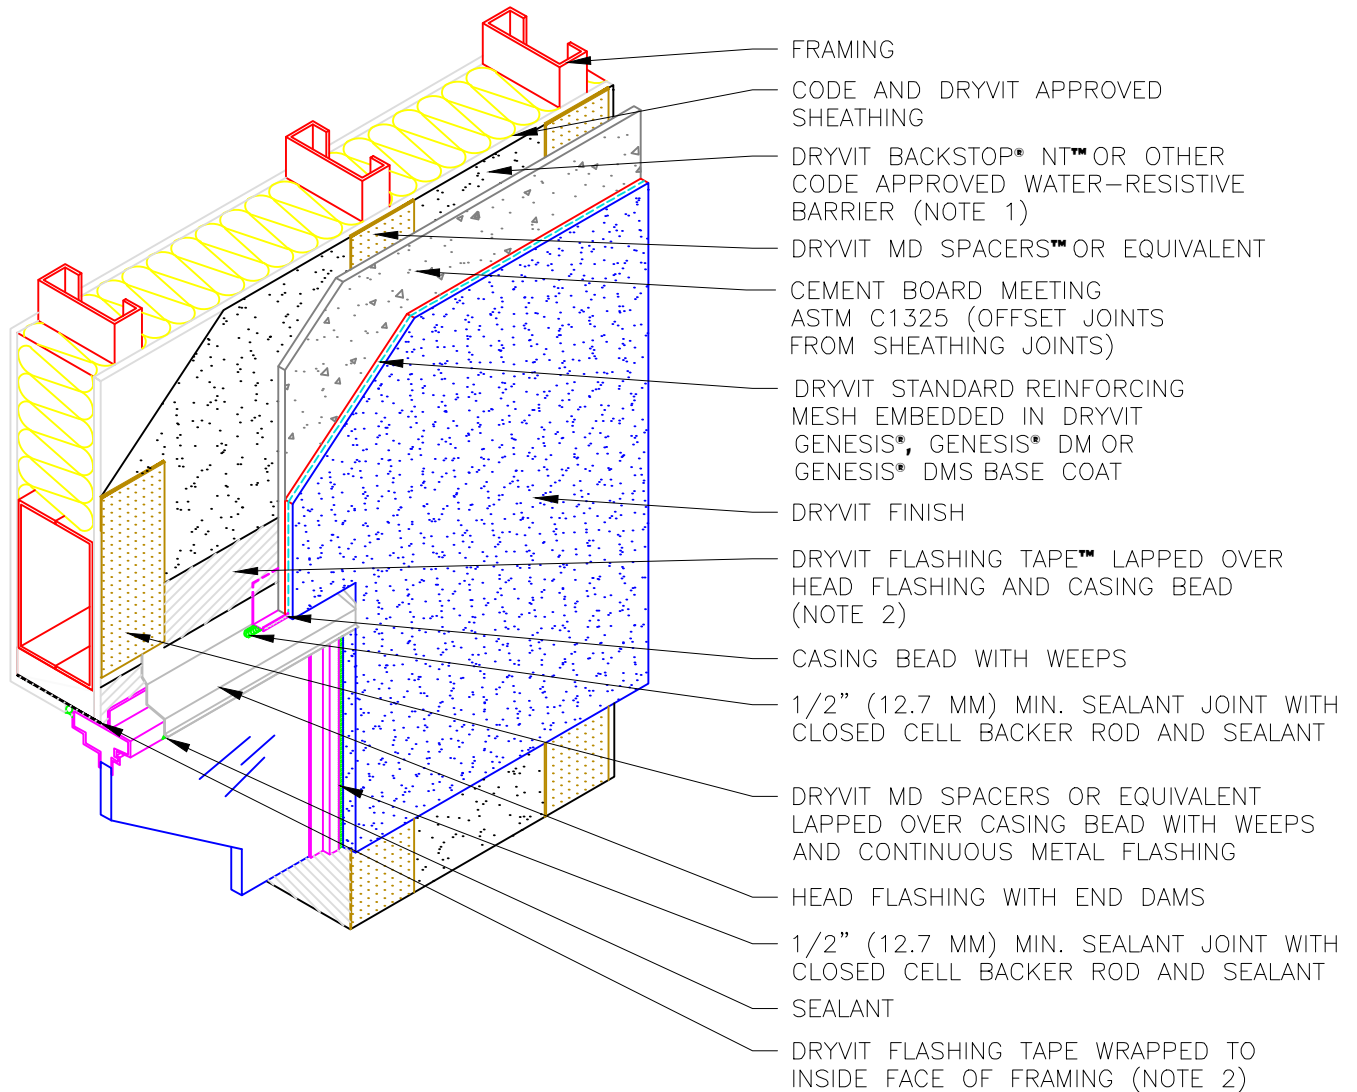 FRAMING
CODE AND DRYVIT APPROVED
SHEATHING
DRYVIT BACKSTOP® NT™ OR OTHER
CODE APPROVED WATER-RESISTIVE
BARRIER (NOTE 1)
DRYVIT MD SPACERS™ OR EQUIVALENT
CEMENT BOARD MEETING
ASTM C1325 (OFFSET JOINTS
FROM SHEATHING JOINTS)
DRYVIT STANDARD REINFORCING
MESH EMBEDDED IN DRYVIT
GENESIS®, GENESIS® DM OR
GENESIS® DMS BASE COAT
DRYVIT FINISH
DRYVIT FLASHING TAPE™ LAPPED OVER
HEAD FLASHING AND CASING BEAD
(NOTE 2)
CASING BEAD WITH WEEPS
1/2" (12.7 MM) MIN. SEALANT JOINT WITH
CLOSED CELL BACKER ROD AND SEALANT
DRYVIT MD SPACERS OR EQUIVALENT
LAPPED OVER CASING BEAD WITH WEEPS
AND CONTINUOUS METAL FLASHING
HEAD FLASHING WITH END DAMS
1/2" (12.7 MM) MIN. SEALANT JOINT WITH
CLOSED CELL BACKER ROD AND SEALANT
SEALANT
DRYVIT FLASHING TAPE WRAPPED TO
INSIDE FACE OF FRAMING (NOTE 2)